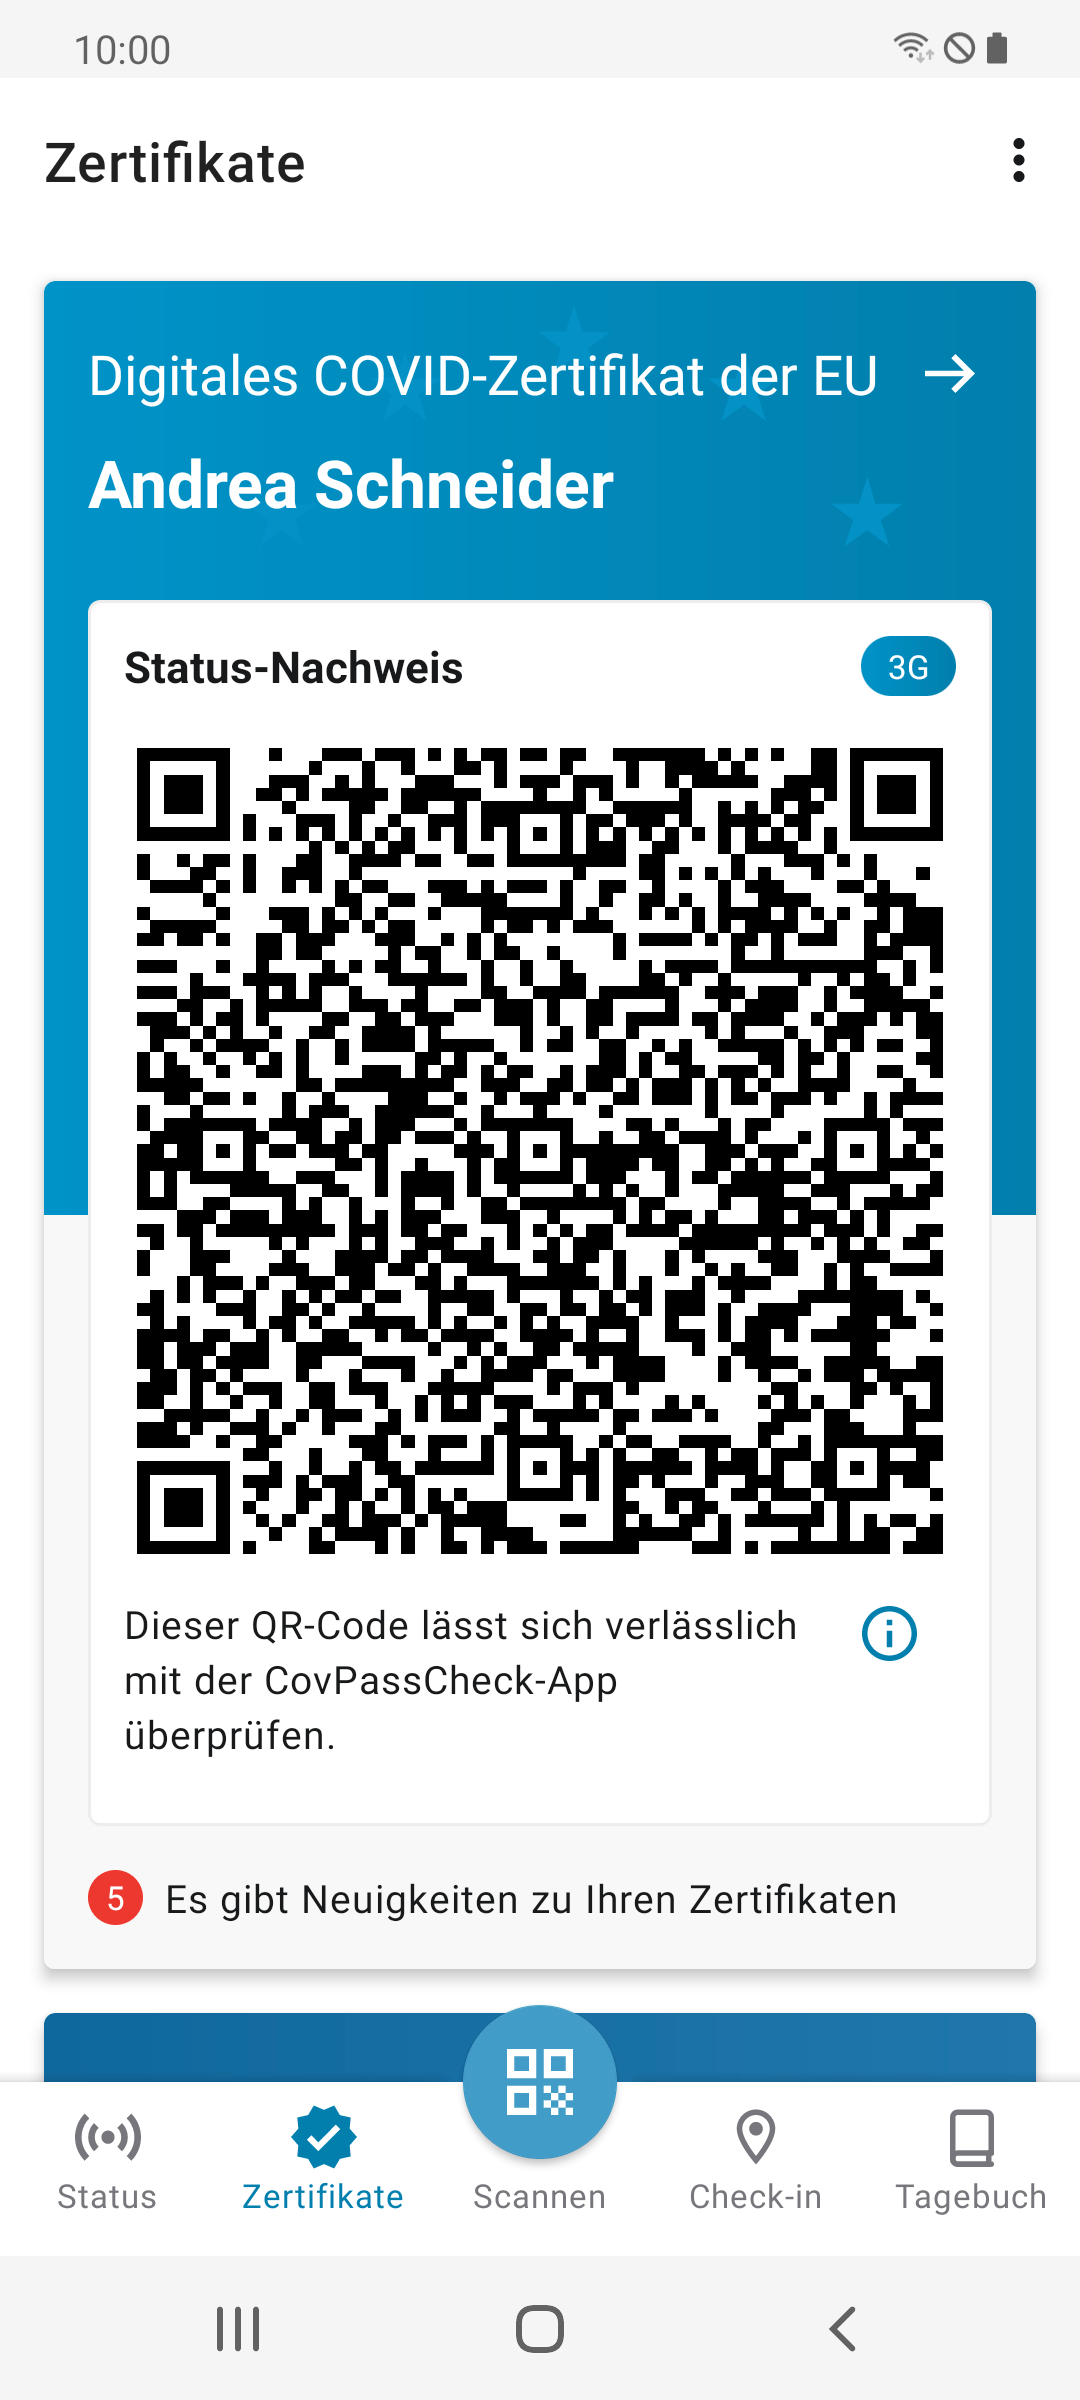 10:00
Zertifikate
Digitales COVID-Zertifikat der EU
Andrea Schneider
Status-Nachweis
3G
Dieser QR-Code lässt sich verlässlich
mit der CovPassCheck-App
überprüfen.
5 Es gibt Neuigkeiten zu Ihren Zertifikaten
Status
Zertifikate
Scannen
Check-in
Tagebuch